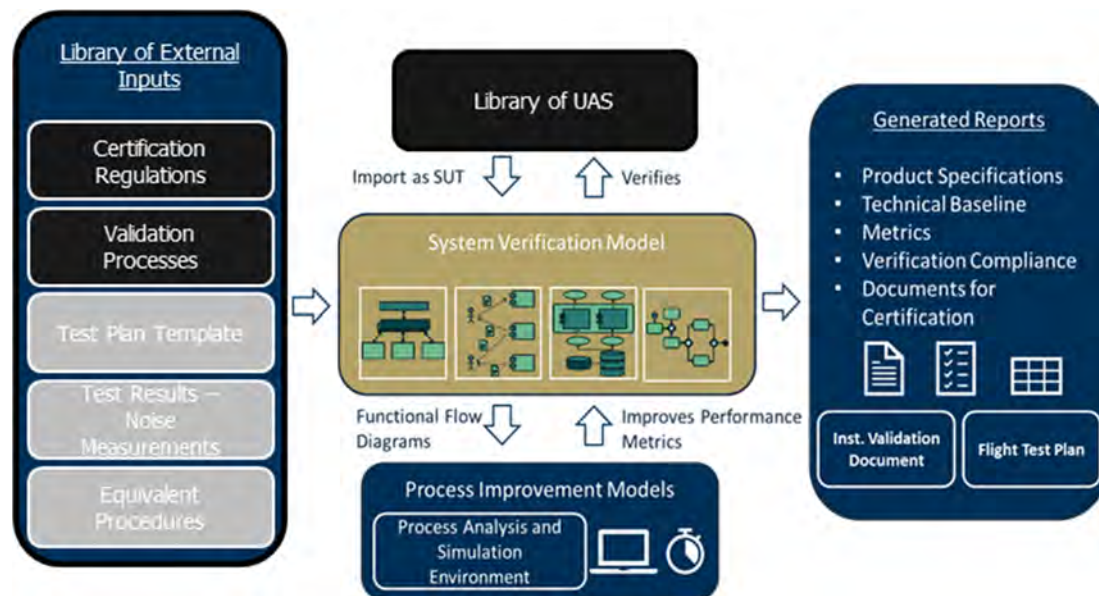 Library of External
Inputs
Certification
Regulations
Validation
Processes
Test Plan Template
Test Results –
Noise
Measurements
Equivalent
Procedures
Library of UAS
Import as SUT
Verifies
System Verification Model
Functional Flow
Diagrams
Improves Performance
Metrics
Process Improvement Models
Process Analysis and
Simulation
Environment
Generated Reports
• Product Specifications
• Technical Baseline
• Metrics
• Verification Compliance
• Documents for
Certification
Inst. Validation
Document
Flight Test Plan